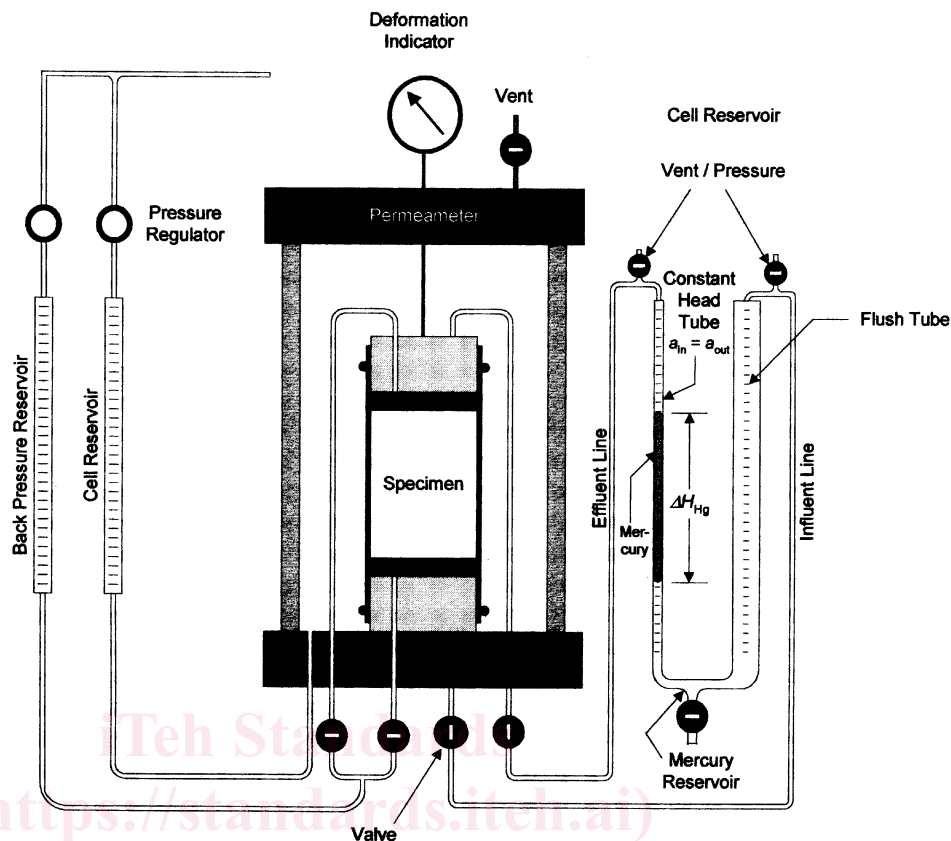 Deformation
Indicator
Vent
Cell Reservoir
Vent / Pressure
Permeameter
Pressure
Regulator
Constant
Head
Tube
a_in = a_out
Flush Tube
Back Pressure Reservoir
Cell Reservoir
Specimen
Effluent Line
Mer-
cury
ΔH_Hg
Influent Line
Mercury
Reservoir
Valve
iTeh Standards
(https://standards.iteh.ai)